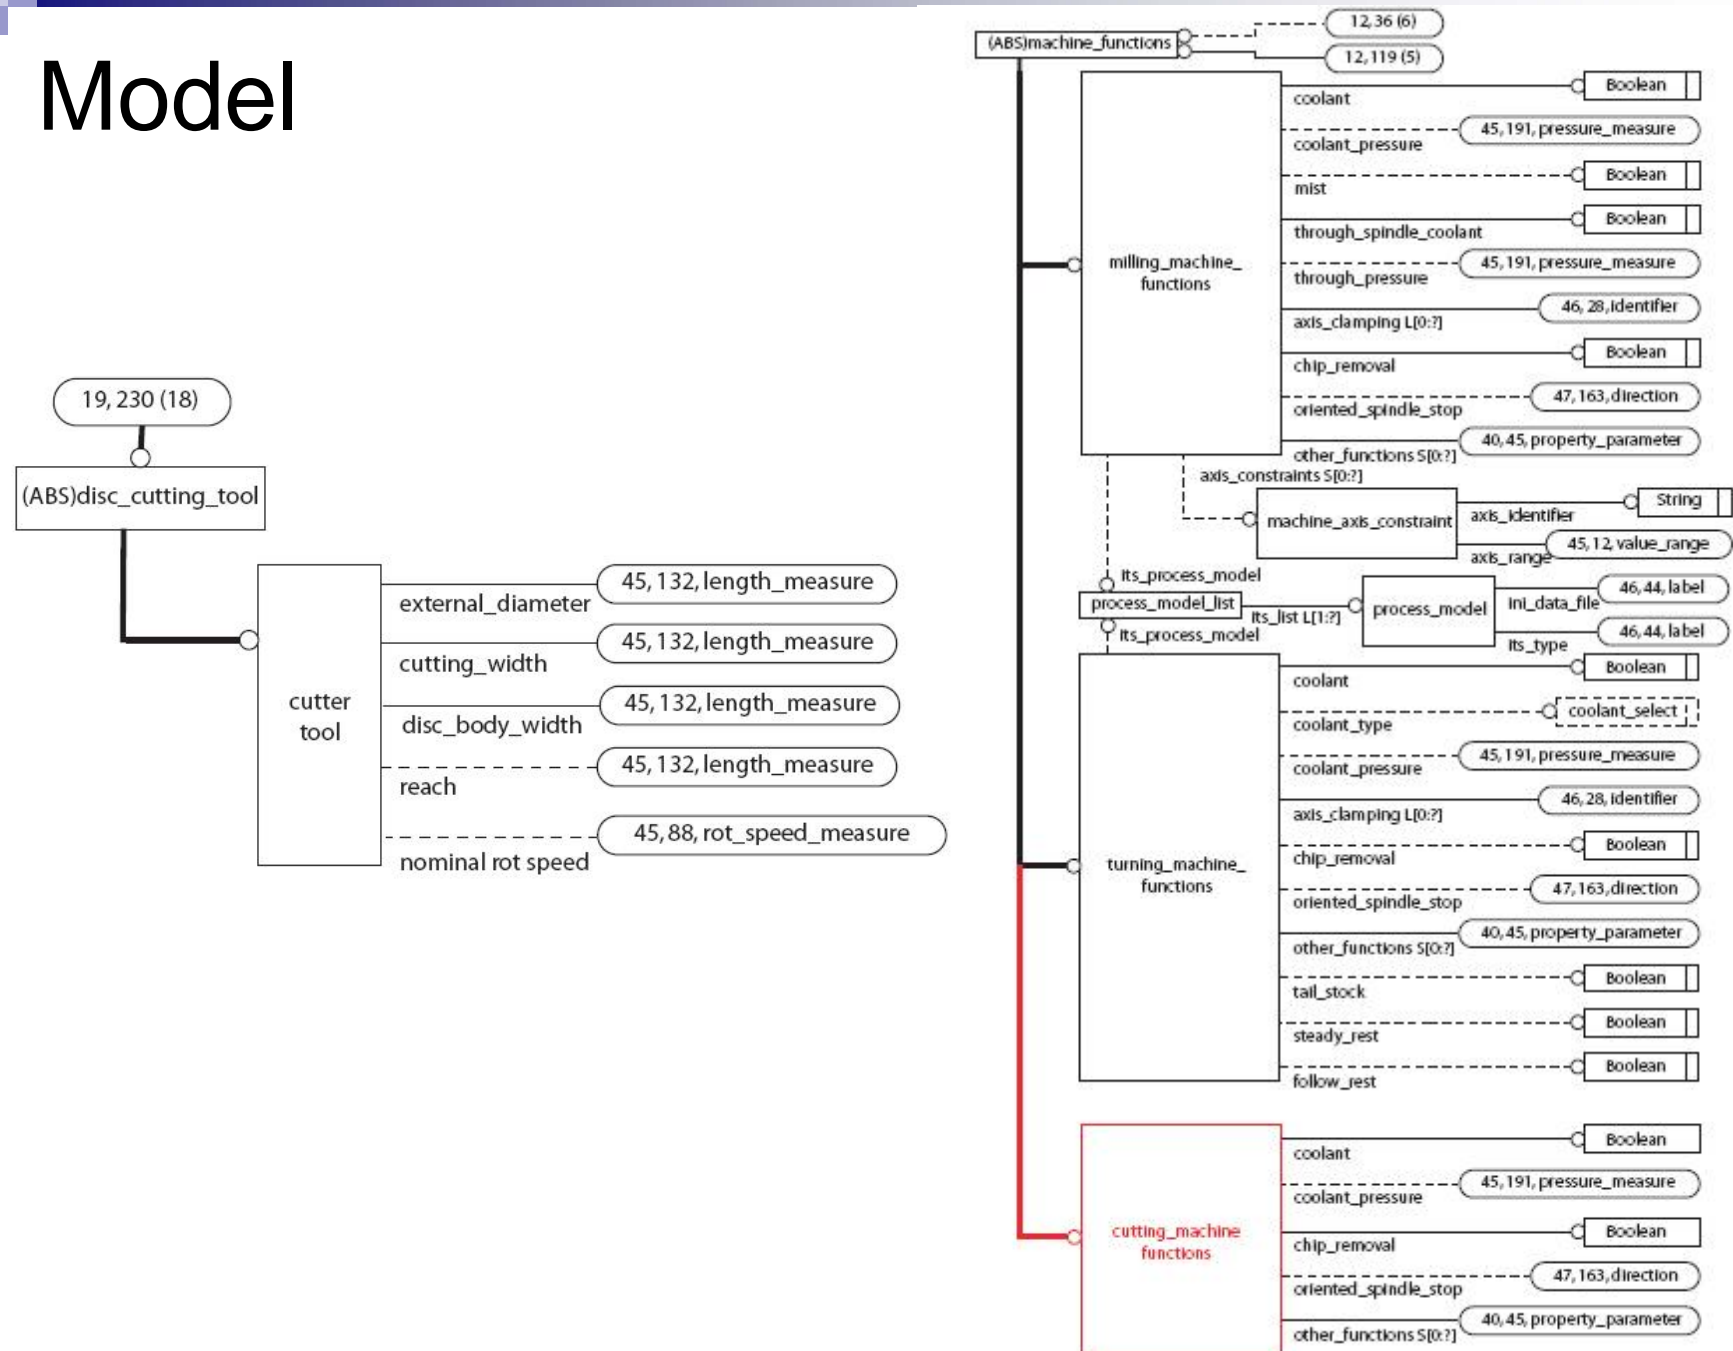 Model
19, 230 (18)
(ABS)disc_cutting_tool
cutter
tool
45, 132, length_measure
external_diameter
45, 132, length_measure
cutting_width
45, 132, length_measure
disc_body_width
45, 132, length_measure
reach
45, 88, rot_speed_measure
nominal rot speed
12, 36 (6)
(ABS)machine_functions
12, 119 (5)
milling_machine_
functions
Boolean
coolant
45, 191, pressure_measure
coolant_pressure
Boolean
mist
Boolean
through_spindle_coolant
45, 191, pressure_measure
through_pressure
46, 28, identifier
axis_clamping L[0:?]
Boolean
chip_removal
47, 163, direction
oriented_spindle_stop
40, 45, property_parameter
other_functions S[0:?]
axis_constraints S[0:?]
machine_axis_constraint
String
axis_identifier
45, 12, value_range
axis_range
its_process_model
process_model_list
its_list L[1:?]
its_process_model
process_model
46, 44, label
ini_data_file
46, 44, label
its_type
turning_machine_
functions
Boolean
coolant
coolant_select
coolant_type
45, 191, pressure_measure
coolant_pressure
46, 28, identifier
axis_clamping L[0:?]
Boolean
chip_removal
47, 163, direction
oriented_spindle_stop
40, 45, property_parameter
other_functions S[0:?]
Boolean
tail_stock
Boolean
steady_rest
Boolean
follow_rest
cutting_machine
functions
Boolean
coolant
45, 191, pressure_measure
coolant_pressure
Boolean
chip_removal
47, 163, direction
oriented_spindle_stop
40, 45, property_parameter
other_functions S[0:?]